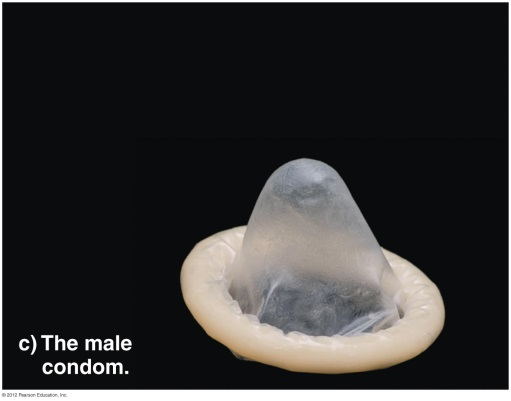 c) The male
condom.
© 2012 Pearson Education, Inc.